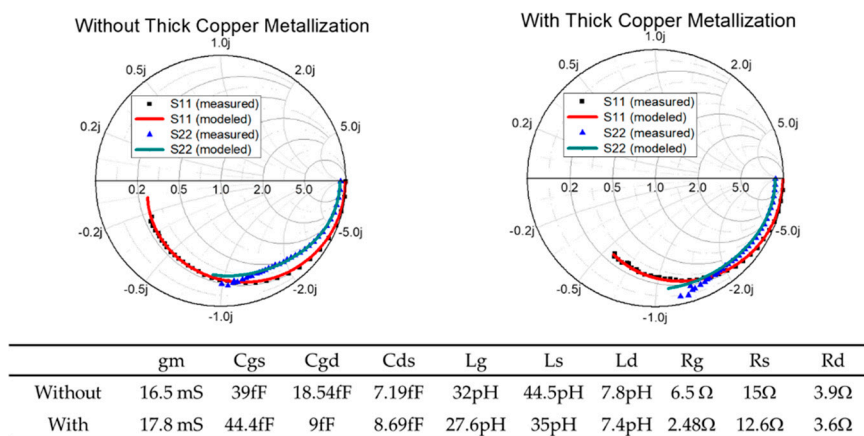 Without Thick Copper Metallization
1.0j
0.5j
2.0j
S11 (measured)
S11 (modeled)
S22 (measured)
S22 (modeled)
0.2j
5.0j
0.2 0.5 1.0 2.0 5.0
-0.2j
-5.0j
-0.5j
-2.0j
-1.0j
With Thick Copper Metallization
1.0j
0.5j
2.0j
S11 (measured)
S11 (modeled)
S22 (measured)
S22 (modeled)
0.2j
5.0j
0.2 0.5 1.0 2.0 5.0
-0.2j
-5.0j
-0.5j
-2.0j
-1.0j
gm Cgs Cgd Cds Lg Ls Ld Rg Rs Rd
Without 16.5 mS 39fF 18.54fF 7.19fF 32pH 44.5pH 7.8pH 6.5 Ω 15Ω 3.9Ω
With 17.8 mS 44.4fF 9fF 8.69fF 27.6pH 35pH 7.4pH 2.48Ω 12.6Ω 3.6Ω